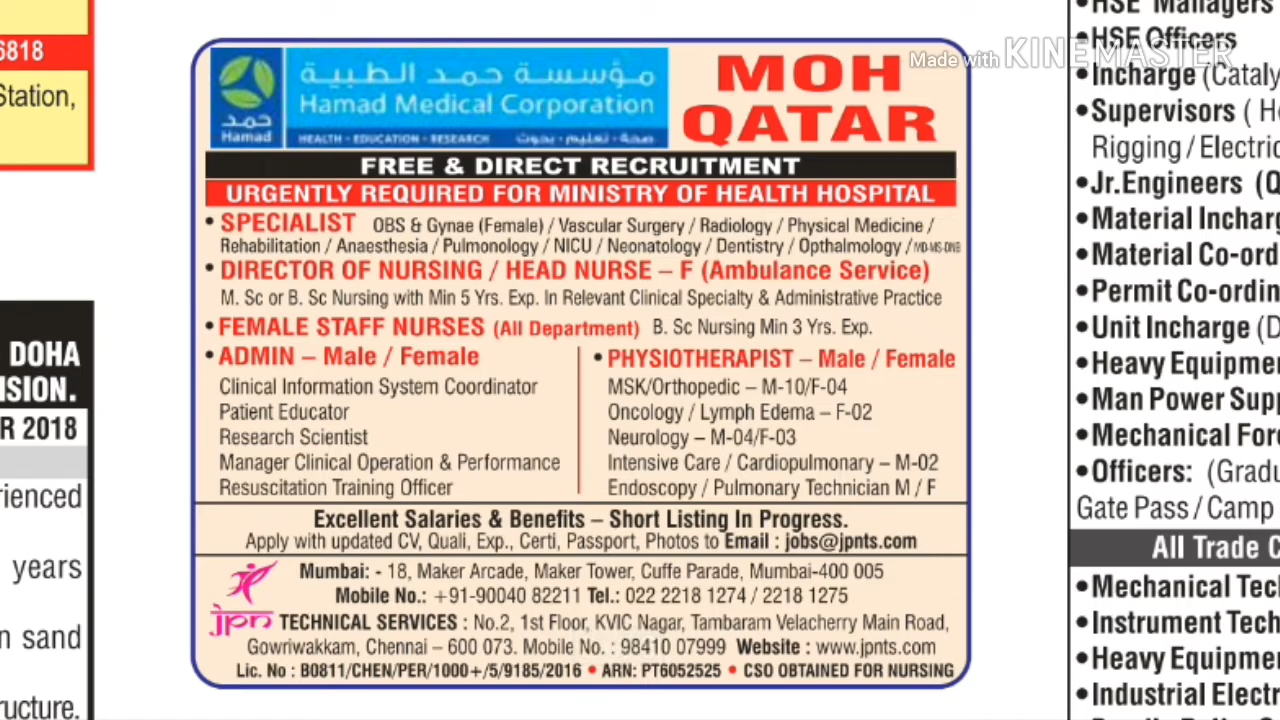 6818
Station,
DOHA
ISION.
R 2018
rienced
years
n sand
ructure.
مؤسسة حمد الطبية
Hamad Medical Corporation
HEALTH • EDUCATION • RESEARCH
صحة • تعليم • بحوث
حمد
Hamad
MOH
QATAR
FREE & DIRECT RECRUITMENT
URGENTLY REQUIRED FOR MINISTRY OF HEALTH HOSPITAL
• SPECIALIST OBS & Gynae (Female) / Vascular Surgery / Radiology / Physical Medicine /
Rehabilitation / Anaesthesia / Pulmonology / NICU / Neonatology / Dentistry / Opthalmology / MD-MS-DNB
• DIRECTOR OF NURSING / HEAD NURSE – F (Ambulance Service)
M. Sc or B. Sc Nursing with Min 5 Yrs. Exp. In Relevant Clinical Specialty & Administrative Practice
• FEMALE STAFF NURSES (All Department) B. Sc Nursing Min 3 Yrs. Exp.
• ADMIN – Male / Female
Clinical Information System Coordinator
Patient Educator
Research Scientist
Manager Clinical Operation & Performance
Resuscitation Training Officer
• PHYSIOTHERAPIST – Male / Female
MSK/Orthopedic – M-10/F-04
Oncology / Lymph Edema – F-02
Neurology – M-04/F-03
Intensive Care / Cardiopulmonary – M-02
Endoscopy / Pulmonary Technician M / F
Excellent Salaries & Benefits – Short Listing In Progress.
Apply with updated CV, Quali, Exp., Certi, Passport, Photos to Email : jobs@jpnts.com
Mumbai: - 18, Maker Arcade, Maker Tower, Cuffe Parade, Mumbai-400 005
Mobile No.: +91-90040 82211 Tel.: 022 2218 1274 / 2218 1275
jpn TECHNICAL SERVICES : No.2, 1st Floor, KVIC Nagar, Tambaram Velacherry Main Road,
Gowriwakkam, Chennai – 600 073. Mobile No. : 98410 07999 Website : www.jpnts.com
Lic. No : B0811/CHEN/PER/1000+/5/9185/2016 • ARN: PT6052525 • CSO OBTAINED FOR NURSING
Made with KINEMASTER
•HSE Managers
•HSE Officers
•Incharge (Cataly
•Supervisors ( He
Rigging / Electric
•Jr.Engineers (Q
•Material Incharg
•Material Co-ord
•Permit Co-ordin
•Unit Incharge (D
•Heavy Equipmen
•Man Power Supp
•Mechanical Fore
•Officers: (Gradu
Gate Pass / Camp
All Trade C
•Mechanical Tech
•Instrument Tech
•Heavy Equipmen
•Industrial Electr